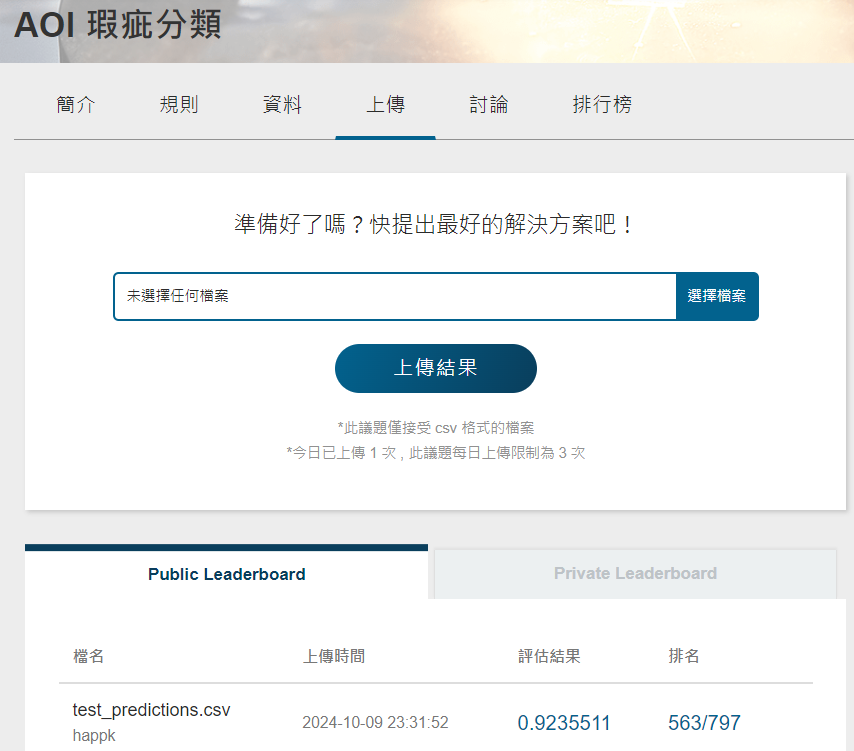 AOI 瑕疵分類
簡介 規則 資料 上傳 討論 排行榜
準備好了嗎？快提出最好的解決方案吧！
未選擇任何檔案 選擇檔案
上傳結果
*此議題僅接受 csv 格式的檔案
*今日已上傳 1 次 , 此議題每日上傳限制為 3 次
Public Leaderboard Private Leaderboard
檔名 上傳時間 評估結果 排名
test_predictions.csv 2024-10-09 23:31:52 0.9235511 563/797
happk